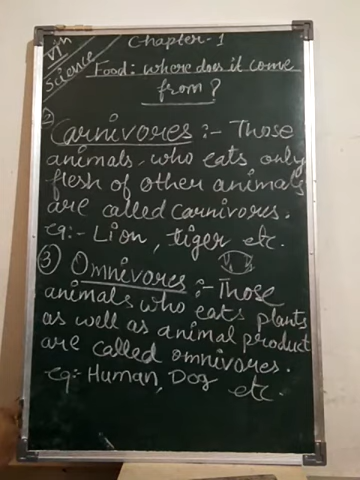 VIth
Science
Chapter-1
Food: where does it come
from?
2
Carnivores :- Those
animals who eats only
flesh of other animals
are called carnivores.
eg:- Lion, tiger etc.
3 Omnivores :- Those
animals who eats plants
as well as animal product
are called omnivores.
eg:- Human, Dog
etc.